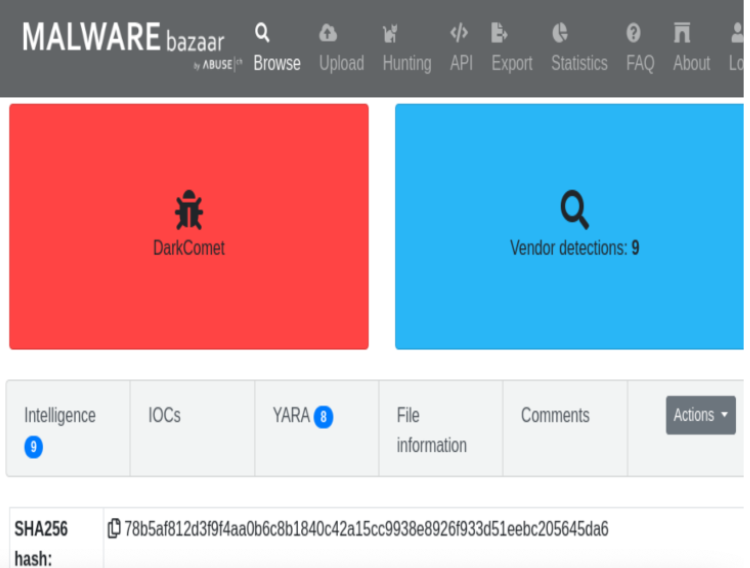 MALWARE bazaar
by ABUSE|ch
Browse Upload Hunting API Export Statistics FAQ About Lo
DarkComet
Vendor detections: 9
Intelligence 9
IOCs
YARA 8
File information
Comments
Actions
SHA256 hash:
78b5af812d3f9f4aa0b6c8b1840c42a15cc9938e8926f933d51eebc205645da6